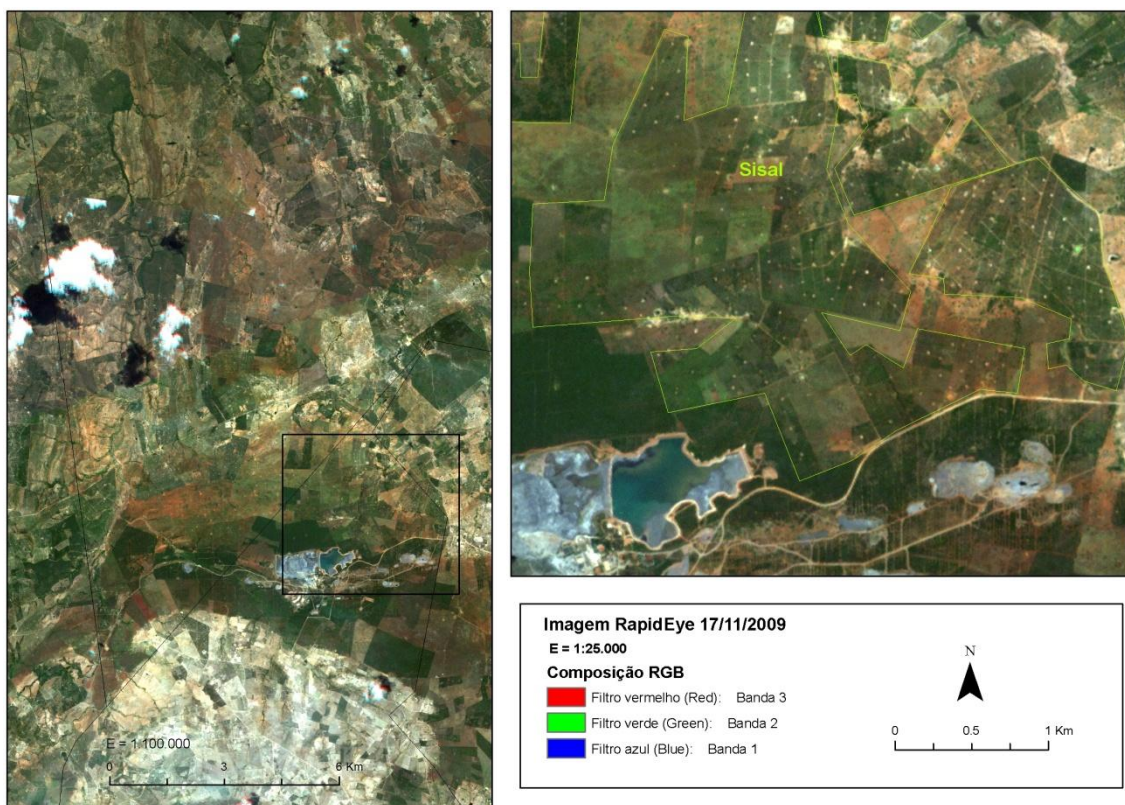 Sisal
E = 1:100.000
0 3 6 Km
Imagem RapidEye 17/11/2009
E = 1:25.000
Composição RGB
Filtro vermelho (Red): Banda 3
Filtro verde (Green): Banda 2
Filtro azul (Blue): Banda 1
N
0 0.5 1 Km